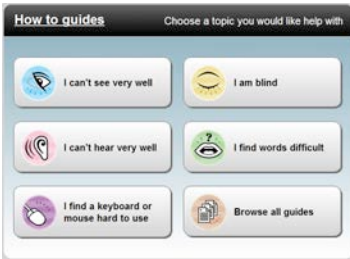 How to guides
Choose a topic you would like help with
I can't see very well
I am blind
I can't hear very well
?
I find words difficult
I find a keyboard or
mouse hard to use
Browse all guides